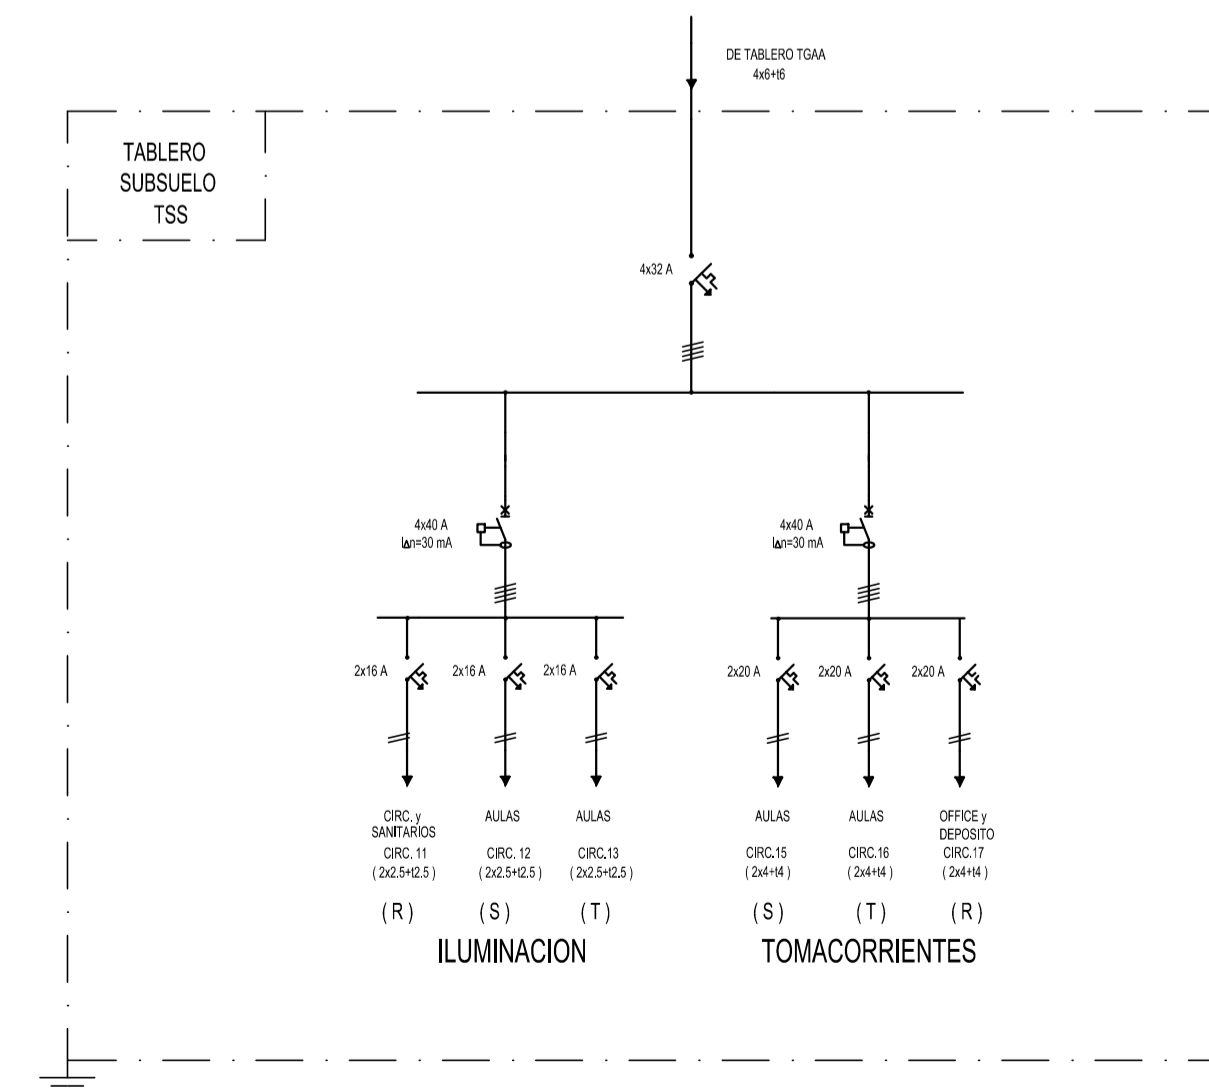 DE TABLERO TGAA
4x6+t6
TABLERO
SUBSUELO
TSS
4x32 A
4x40 A
IΔn=30 mA
4x40 A
IΔn=30 mA
2x16 A
2x16 A
2x16 A
2x20 A
2x20 A
2x20 A
CIRC. y
SANITARIOS
CIRC. 11
( 2x2.5+t2.5 )
( R )
AULAS
CIRC. 12
( 2x2.5+t2.5 )
( S )
AULAS
CIRC.13
( 2x2.5+t2.5 )
( T )
ILUMINACION
AULAS
CIRC.15
( 2x4+t4 )
( S )
AULAS
CIRC.16
( 2x4+t4 )
( T )
OFFICE y
DEPOSITO
CIRC.17
( 2x4+t4 )
( R )
TOMACORRIENTES